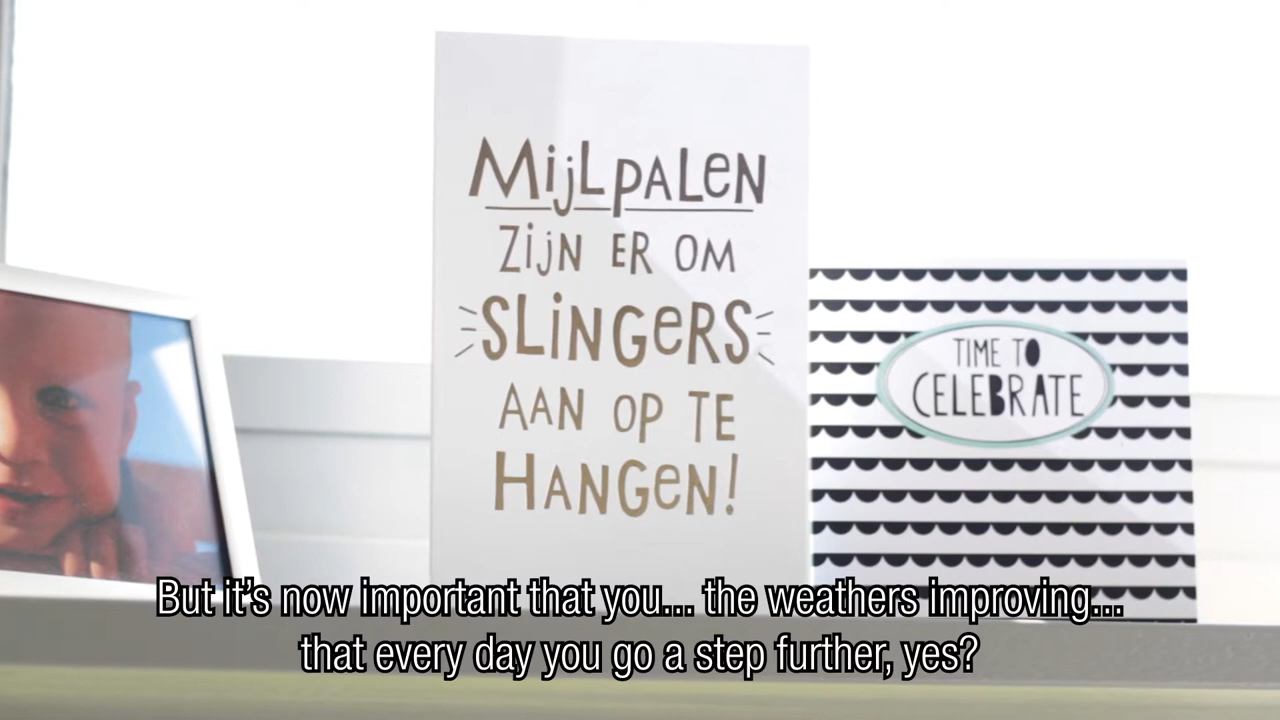 MijLpALeN
ZijN ER OM
SLiNGeRS
AAN OP TE
HANGeN!
TIME TO
CELEBRATE
But it's now important that you... the weathers improving...
that every day you go a step further, yes?